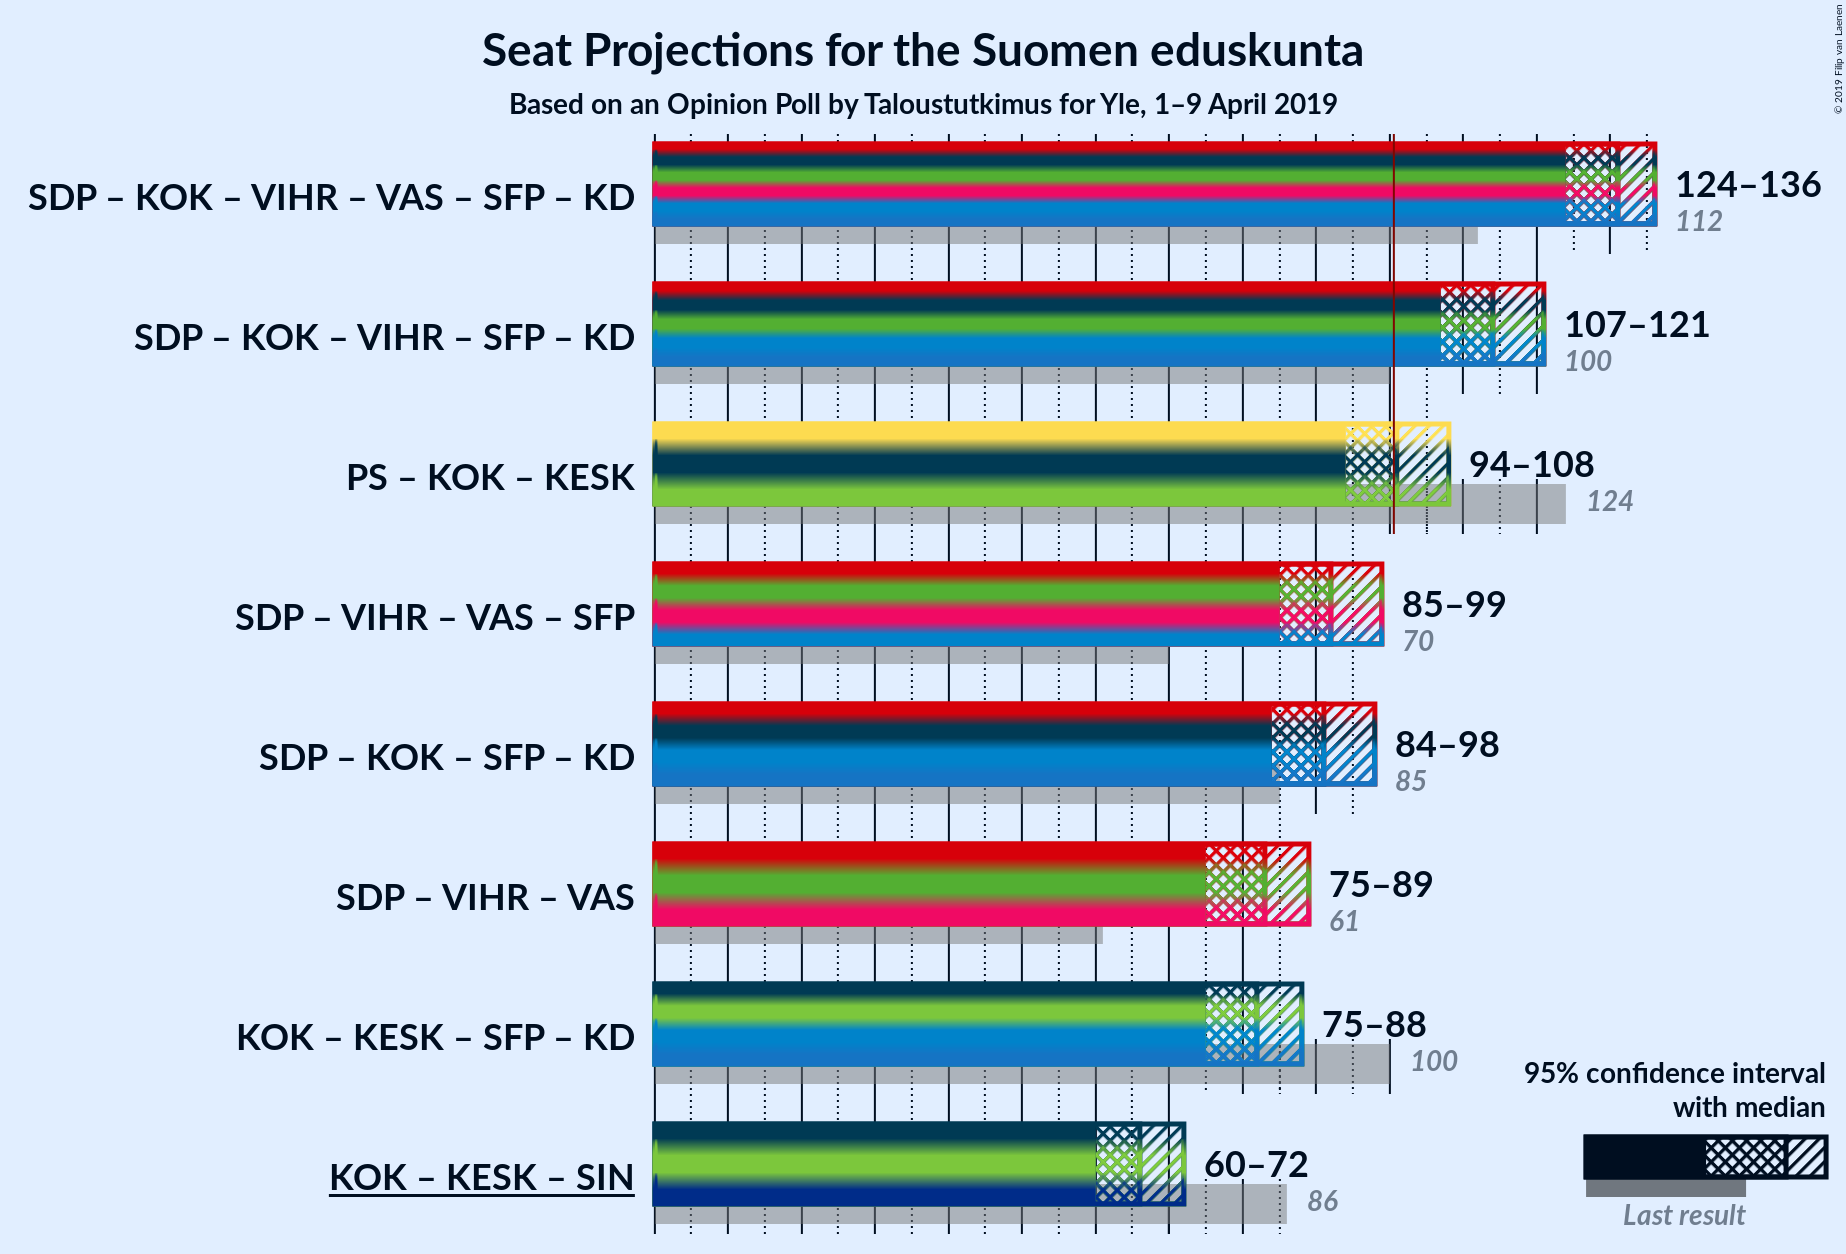 Seat Projections for the Suomen eduskunta
Based on an Opinion Poll by Taloustutkimus for Yle, 1–9 April 2019
© 2019 Filip van Laenen
SDP – KOK – VIHR – VAS – SFP – KD
124–136
112
SDP – KOK – VIHR – SFP – KD
107–121
100
PS – KOK – KESK
94–108
124
SDP – VIHR – VAS – SFP
85–99
70
SDP – KOK – SFP – KD
84–98
85
SDP – VIHR – VAS
75–89
61
KOK – KESK – SFP – KD
75–88
100
KOK – KESK – SIN
60–72
86
95% confidence interval
with median
Last result